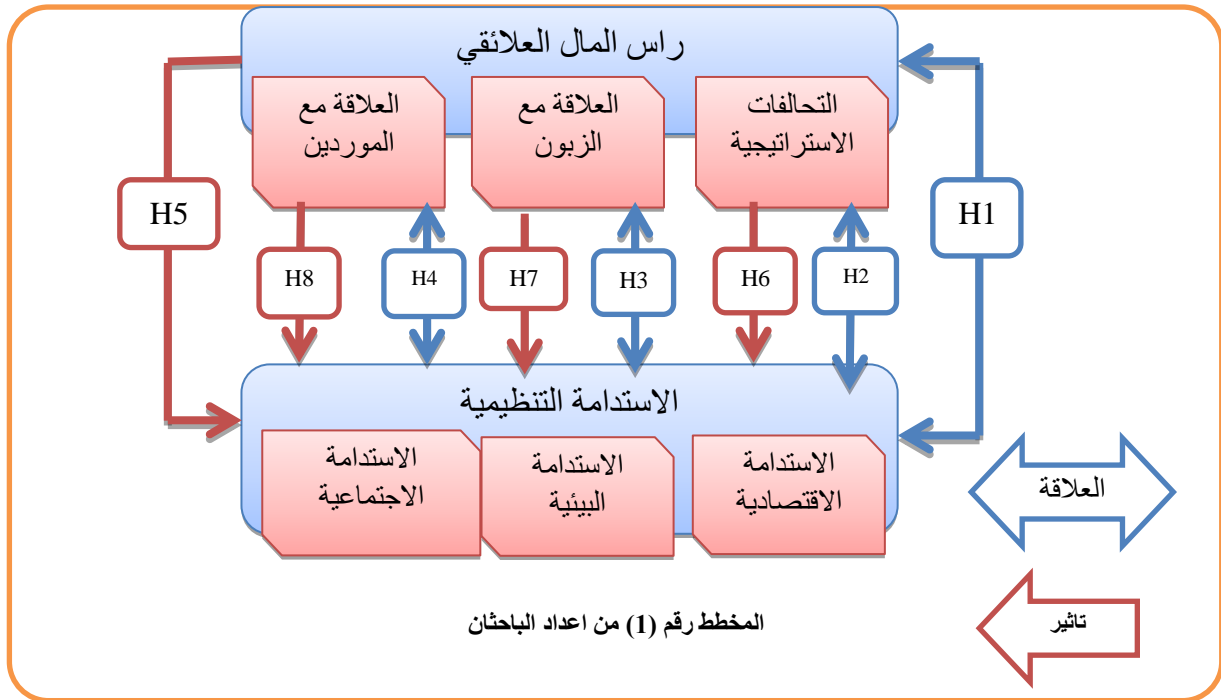 راس المال العلائقي
التحالفات
الاستراتيجية
العلاقة مع
الزبون
العلاقة مع
الموردين
H1
H2
H6
H3
H7
H4
H8
H5
الاستدامة التنظيمية
الاستدامة
الاقتصادية
الاستدامة
البيئية
الاستدامة
الاجتماعية
العلاقة
تاثير
المخطط رقم (1) من اعداد الباحثان